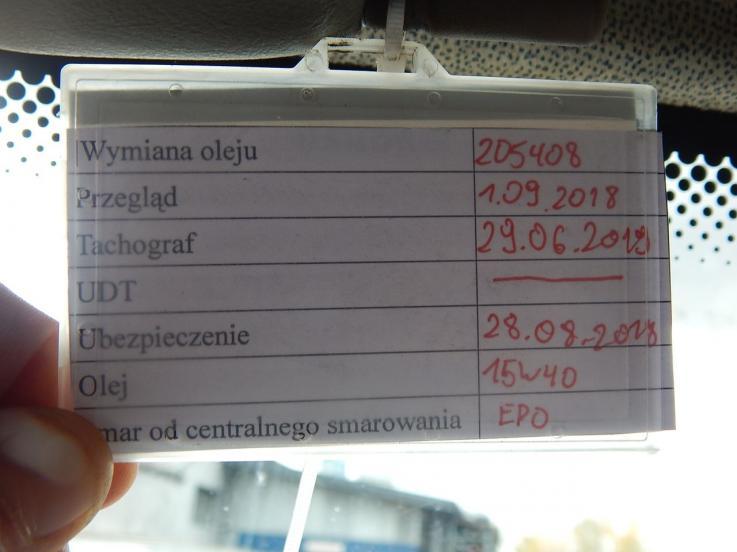 Wymiana oleju 205408
Przegląd 1.09.2018
Tachograf 29.06.2019
UDT —
Ubezpieczenie 28.08.2018
Olej 15W40
mar od centralnego smarowania EPO